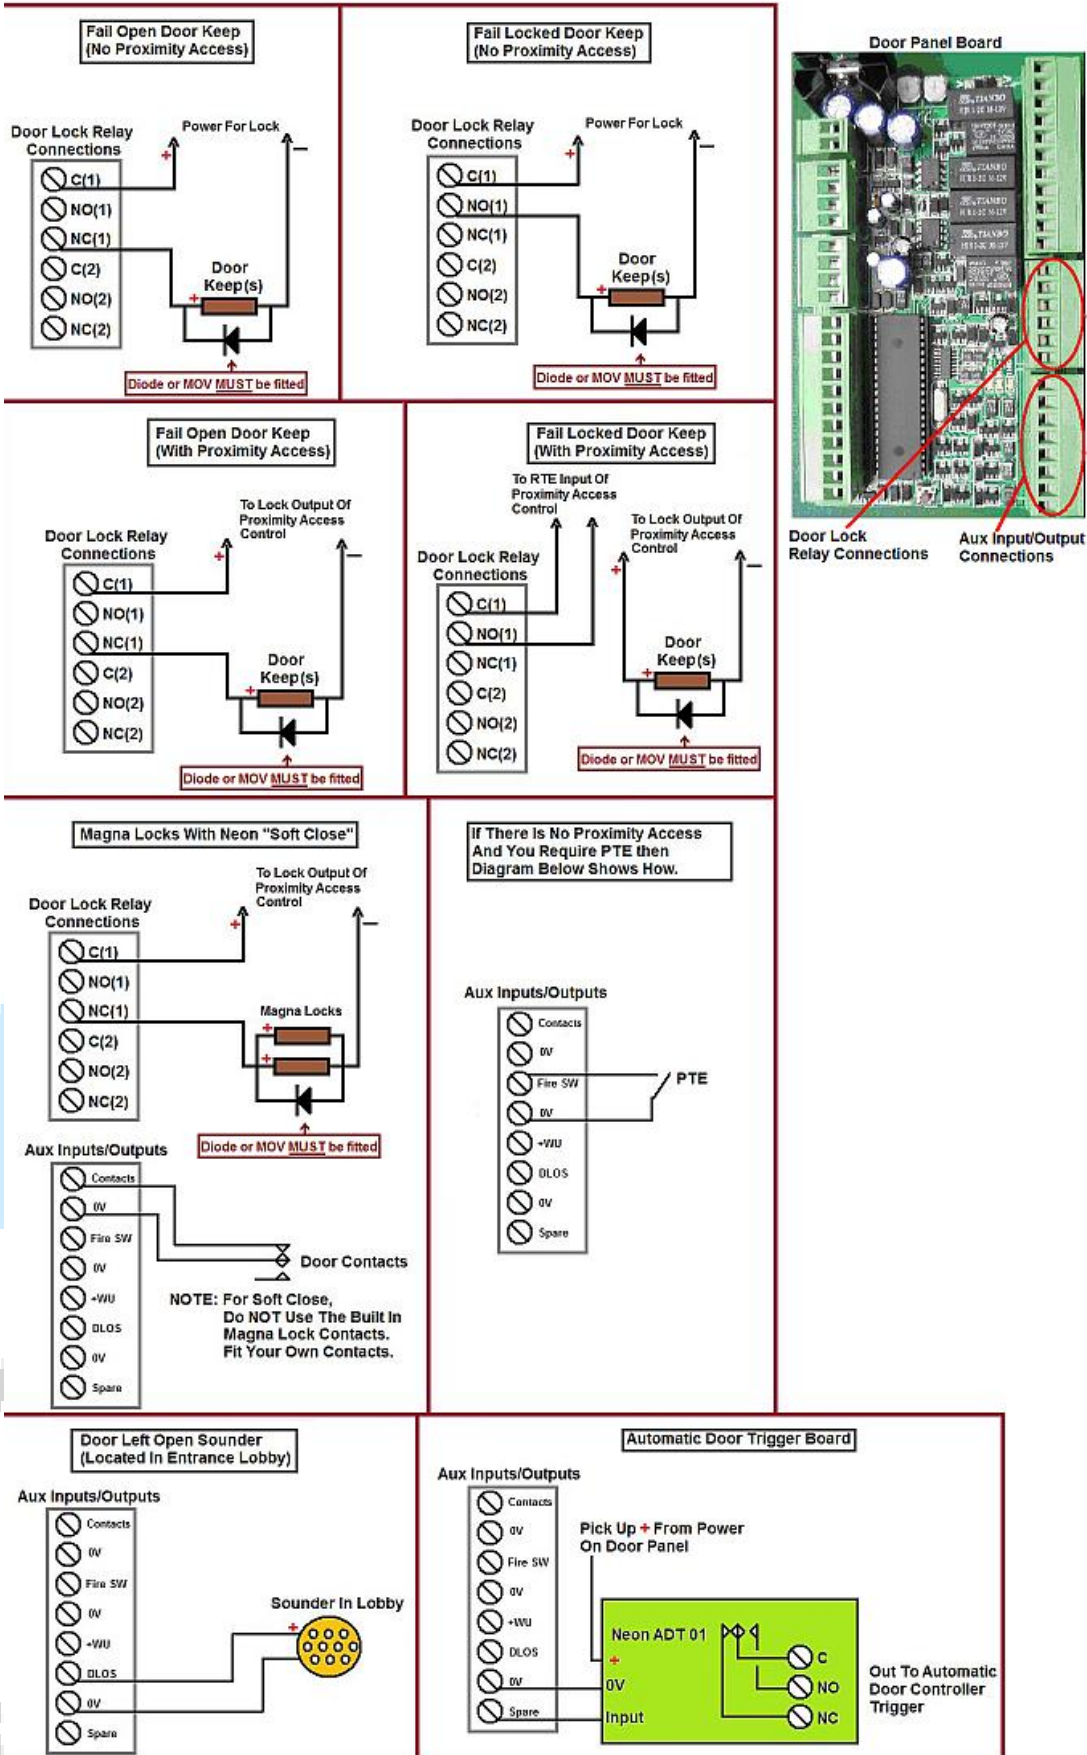 Fail Open Door Keep
(No Proximity Access)
Door Lock Relay
Connections
Power For Lock
+
—
C(1)
NO(1)
NC(1)
C(2)
NO(2)
NC(2)
Door
Keep(s)
+
Diode or MOV MUST be fitted
Fail Locked Door Keep
(No Proximity Access)
Door Lock Relay
Connections
Power For Lock
+
—
C(1)
NO(1)
NC(1)
C(2)
NO(2)
NC(2)
Door
Keep(s)
+
Diode or MOV MUST be fitted
Door Panel Board
Door Lock
Relay Connections
Aux Input/Output
Connections
Fail Open Door Keep
(With Proximity Access)
To Lock Output Of
Proximity Access
Control
Door Lock Relay
Connections
+
—
C(1)
NO(1)
NC(1)
C(2)
NO(2)
NC(2)
Door
Keep(s)
+
Diode or MOV MUST be fitted
Fail Locked Door Keep
(With Proximity Access)
To RTE Input Of
Proximity Access
Control
To Lock Output Of
Proximity Access
Control
Door Lock Relay
Connections
+
—
C(1)
NO(1)
NC(1)
C(2)
NO(2)
NC(2)
Door
Keep(s)
+
Diode or MOV MUST be fitted
Magna Locks With Neon "Soft Close"
To Lock Output Of
Proximity Access
Control
Door Lock Relay
Connections
+
—
C(1)
NO(1)
NC(1)
C(2)
NO(2)
NC(2)
Magna Locks
+
+
Diode or MOV MUST be fitted
Aux Inputs/Outputs
Contacts
0V
Fire SW
0V
+WU
DLOS
0V
Spare
Door Contacts
NOTE: For Soft Close,
Do NOT Use The Built In
Magna Lock Contacts.
Fit Your Own Contacts.
If There Is No Proximity Access
And You Require PTE then
Diagram Below Shows How.
Aux Inputs/Outputs
Contacts
0V
Fire SW
0V
+WU
DLOS
0V
Spare
PTE
Door Left Open Sounder
(Located In Entrance Lobby)
Aux Inputs/Outputs
Contacts
0V
Fire SW
0V
+WU
DLOS
0V
Spare
Sounder In Lobby
+
Automatic Door Trigger Board
Aux Inputs/Outputs
Contacts
0V
Fire SW
0V
+WU
DLOS
0V
Spare
Pick Up + From Power
On Door Panel
Neon ADT 01
+
0V
Input
C
NO
NC
Out To Automatic
Door Controller
Trigger